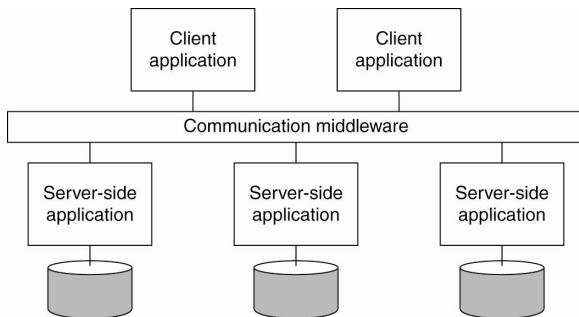 Client
application
Client
application
Communication middleware
Server-side
application
Server-side
application
Server-side
application